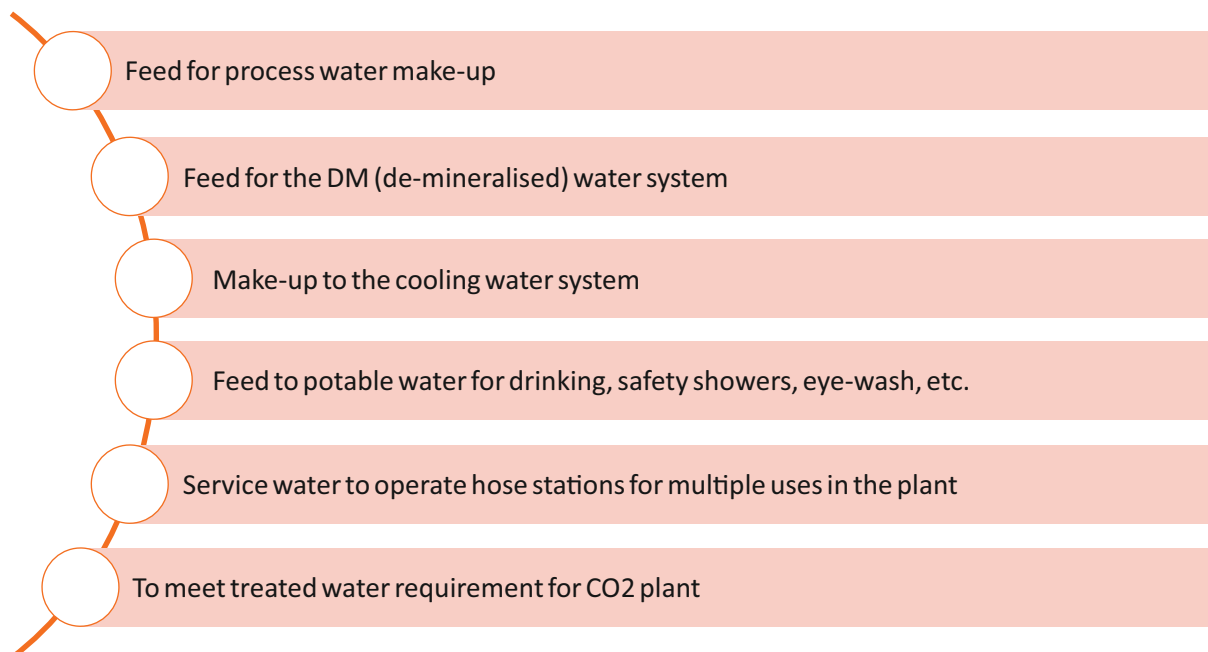 Feed for process water make-up
Feed for the DM (de-mineralised) water system
Make-up to the cooling water system
Feed to potable water for drinking, safety showers, eye-wash, etc.
Service water to operate hose stations for multiple uses in the plant
To meet treated water requirement for CO2 plant